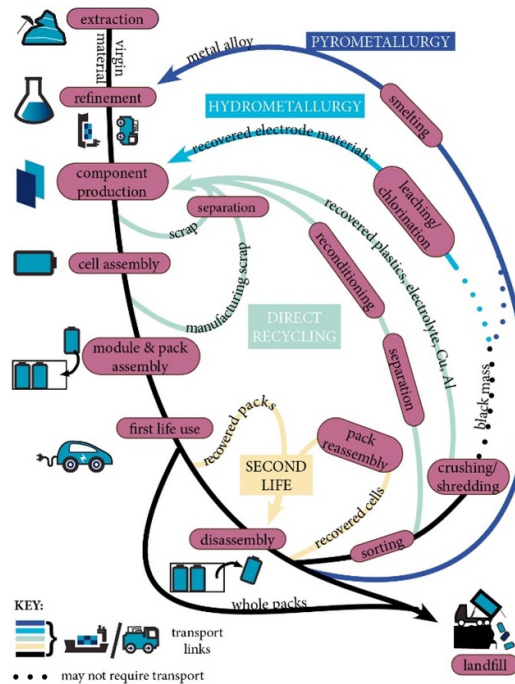 extraction
virgin
material
PYROMETALLURGY
metal alloy
refinement
HYDROMETALLURGY
smelting
recovered electrode materials
component
production
leaching/
chlorination
separation
scrap
recovered plastics, electrolyte, Cu, Al
reconditioning
cell assembly
manufacturing scrap
DIRECT
RECYCLING
module & pack
assembly
separation
black mass
first life use
recovered packs
pack
reassembly
SECOND
LIFE
crushing/
shredding
disassembly
recovered cells
sorting
whole packs
KEY:
transport
links
may not require transport
landfill